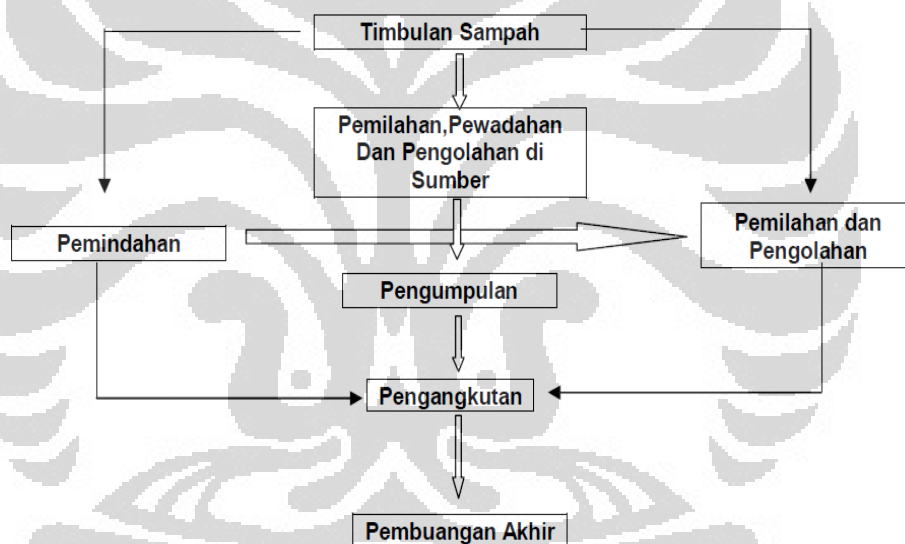 Timbulan Sampah
Pemilahan,Pewadahan
Dan Pengolahan di
Sumber
Pemindahan
Pemilahan dan
Pengolahan
Pengumpulan
Pengangkutan
Pembuangan Akhir